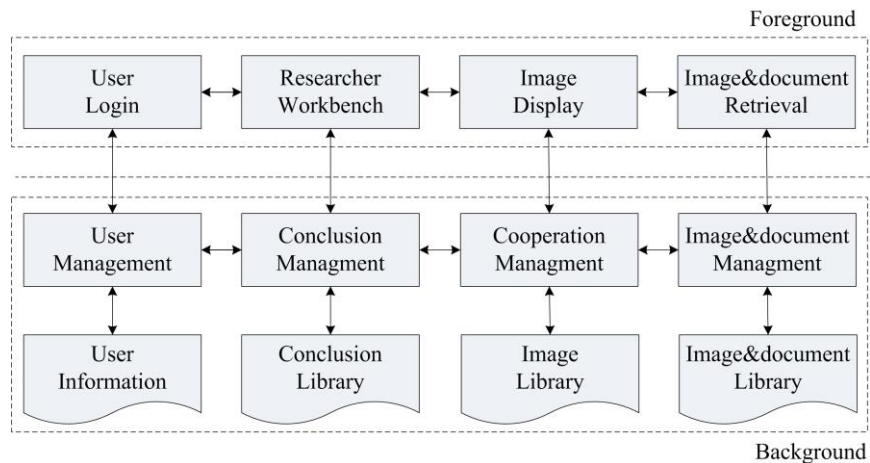 Foreground
User
Login
Researcher
Workbench
Image
Display
Image&document
Retrieval
User
Management
Conclusion
Managment
Cooperation
Managment
Image&document
Managment
User
Information
Conclusion
Library
Image
Library
Image&document
Library
Background